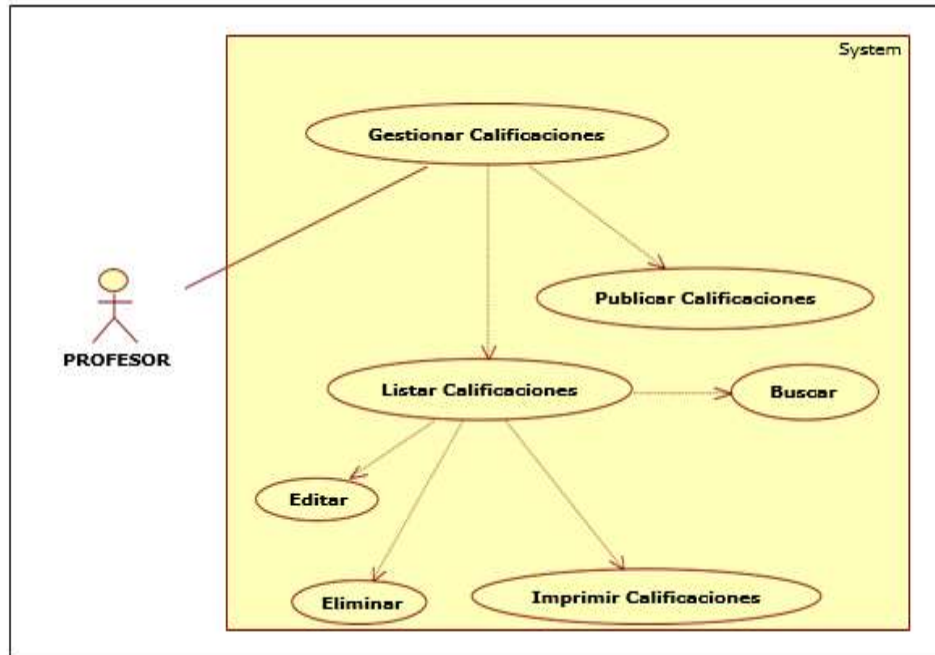 System
Gestionar Calificaciones
Publicar Calificaciones
PROFESOR
Listar Calificaciones
Buscar
Editar
Eliminar
Imprimir Calificaciones